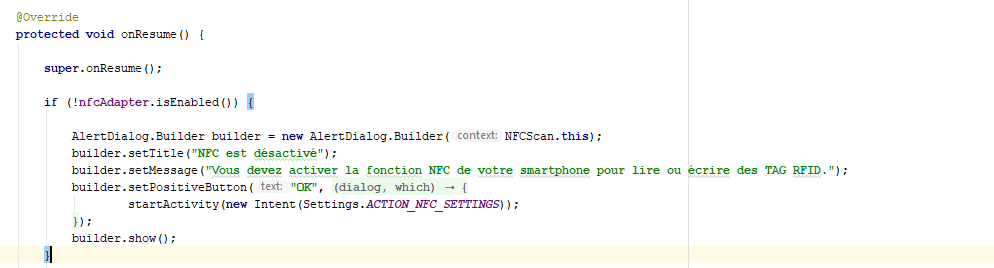 @Override
protected void onResume() {
super.onResume();
if (!nfcAdapter.isEnabled()) {
AlertDialog.Builder builder = new AlertDialog.Builder( context: NFCScan.this);
builder.setTitle("NFC est désactivé");
builder.setMessage("Vous devez activer la fonction NFC de votre smartphone pour lire ou écrire des TAG RFID.");
builder.setPositiveButton( text: "OK", (dialog, which) → {
startActivity(new Intent(Settings.ACTION_NFC_SETTINGS));
});
builder.show();
}